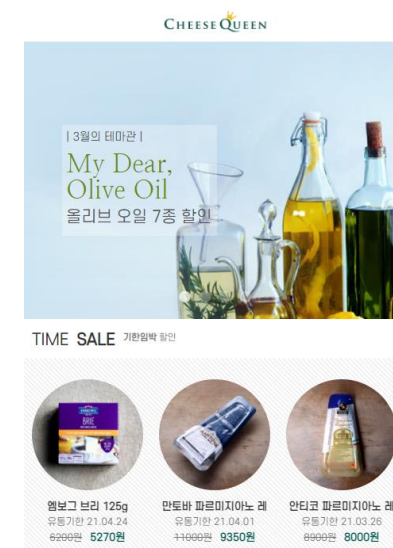 CHEESEQUEEN
| 3월의 테마관 |
My Dear,
Olive Oil
올리브 오일 7종 할인
TIME SALE 기한임박 할인
BRIE
엠보그 브리 125g
유통기한 21.04.24
6200원 5270원
만토바 파르미지아노 레
유통기한 21.04.01
11000원 9350원
안티코 파르미지아노 레
유통기한 21.03.26
8900원 8000원